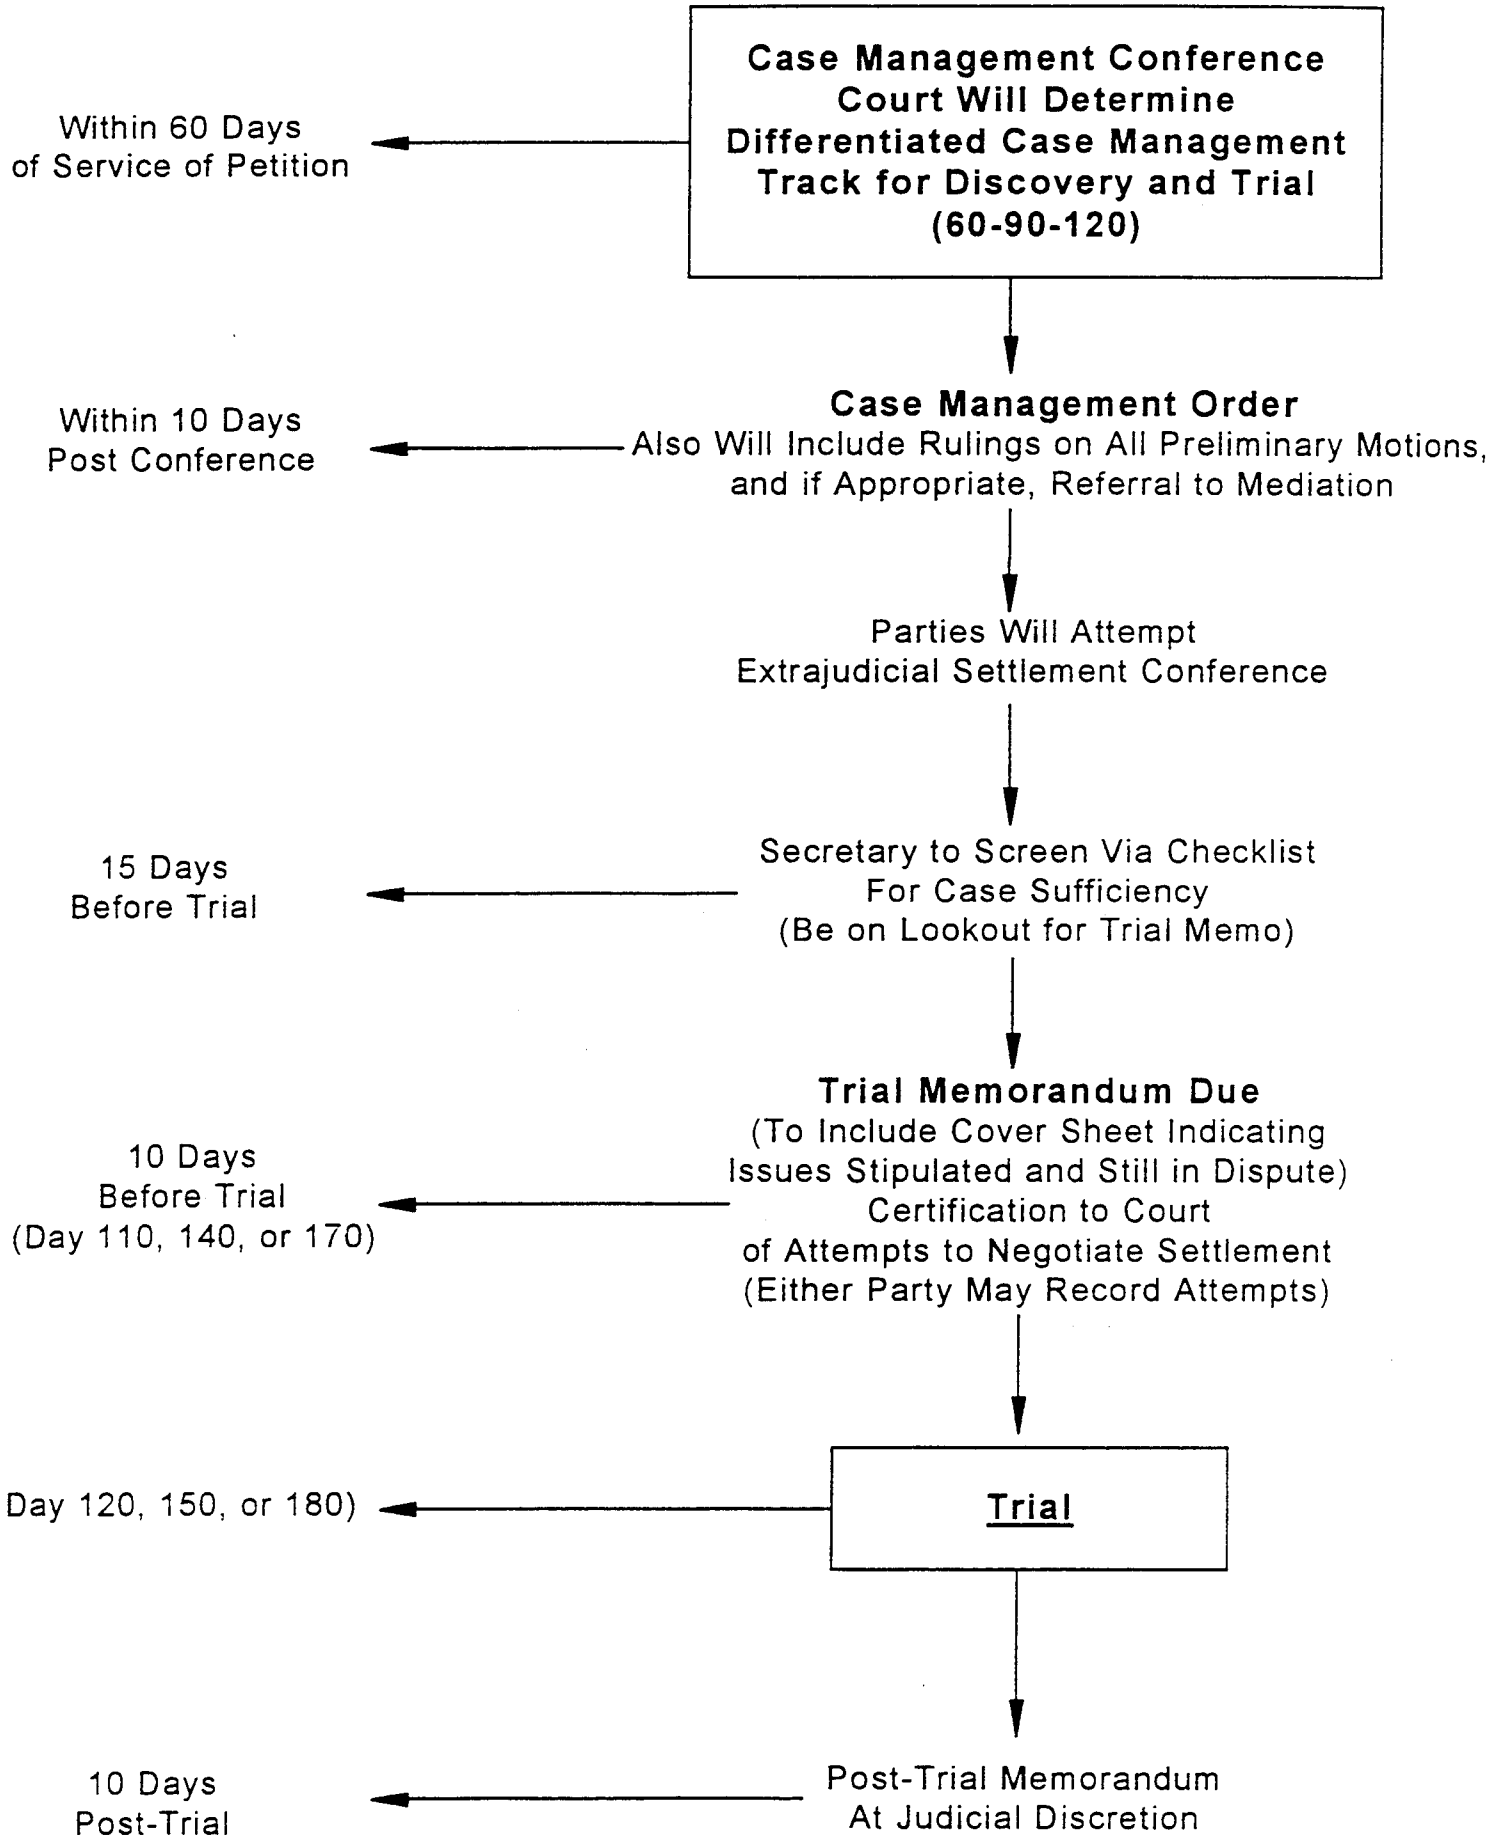 Case Management Conference
Court Will Determine
Differentiated Case Management
Track for Discovery and Trial
(60-90-120)
Within 60 Days
of Service of Petition
Case Management Order
Also Will Include Rulings on All Preliminary Motions,
and if Appropriate, Referral to Mediation
Within 10 Days
Post Conference
Parties Will Attempt
Extrajudicial Settlement Conference
Secretary to Screen Via Checklist
For Case Sufficiency
(Be on Lookout for Trial Memo)
15 Days
Before Trial
Trial Memorandum Due
(To Include Cover Sheet Indicating
Issues Stipulated and Still in Dispute)
Certification to Court
of Attempts to Negotiate Settlement
(Either Party May Record Attempts)
10 Days
Before Trial
(Day 110, 140, or 170)
Trial
Day 120, 150, or 180)
Post-Trial Memorandum
At Judicial Discretion
10 Days
Post-Trial